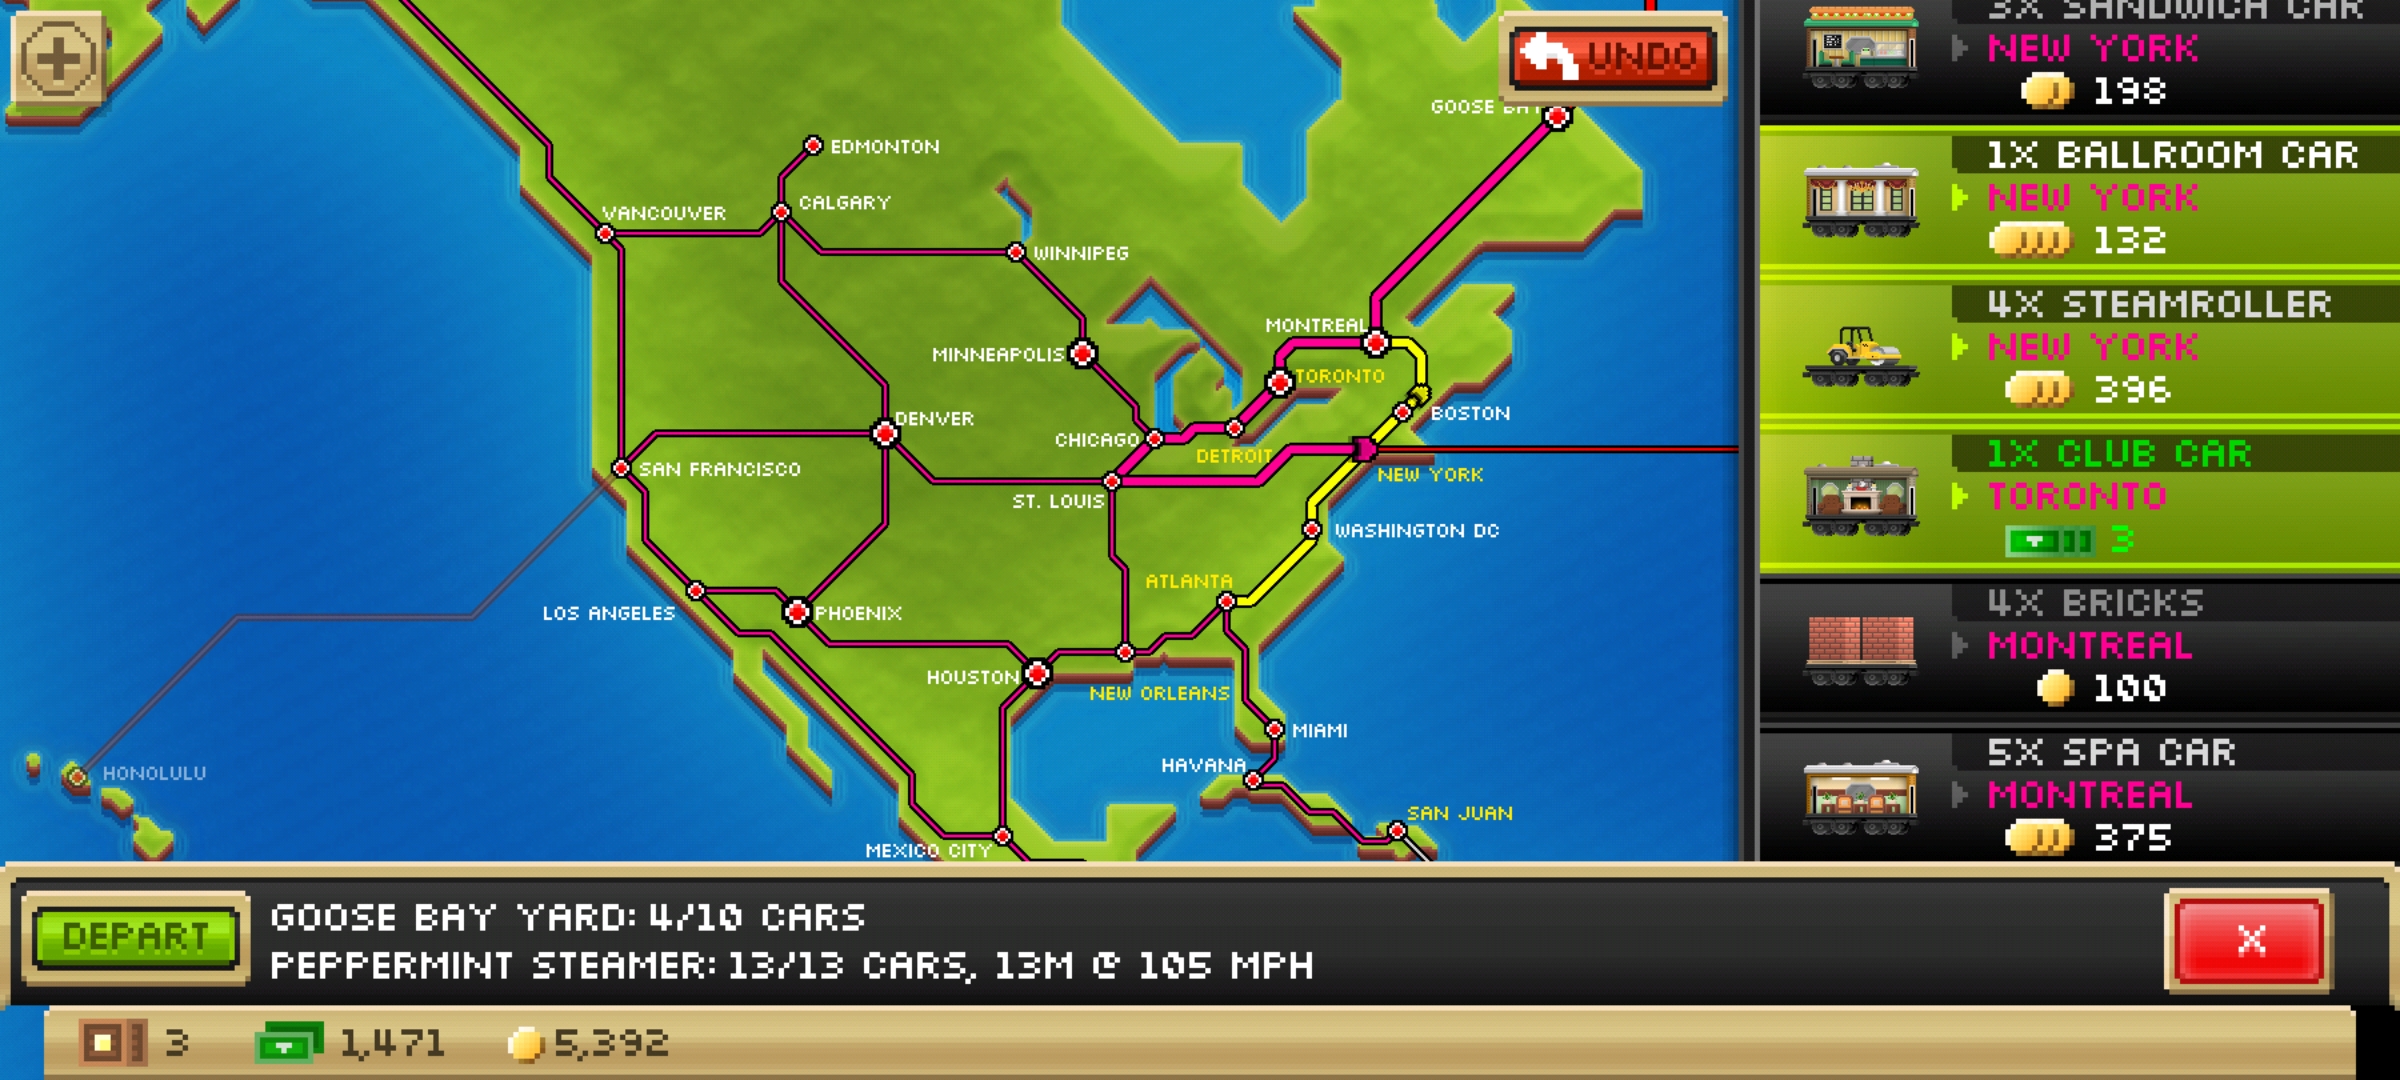 UNDO
GOOSE BAY
EDMONTON
CALGARY
VANCOUVER
WINNIPEG
MONTREAL
MINNEAPOLIS
TORONTO
DENVER
BOSTON
CHICAGO
DETROIT
SAN FRANCISCO
NEW YORK
ST. LOUIS
WASHINGTON DC
ATLANTA
LOS ANGELES
PHOENIX
HOUSTON
NEW ORLEANS
MIAMI
HAVANA
HONOLULU
SAN JUAN
MEXICO CITY
3X SANDWICH CAR
NEW YORK
198
1X BALLROOM CAR
NEW YORK
132
4X STEAMROLLER
NEW YORK
396
1X CLUB CAR
TORONTO
3
4X BRICKS
MONTREAL
100
5X SPA CAR
MONTREAL
375
DEPART
GOOSE BAY YARD: 4/10 CARS
PEPPERMINT STEAMER: 13/13 CARS, 13M @ 105 MPH
X
3
1,471
5,392